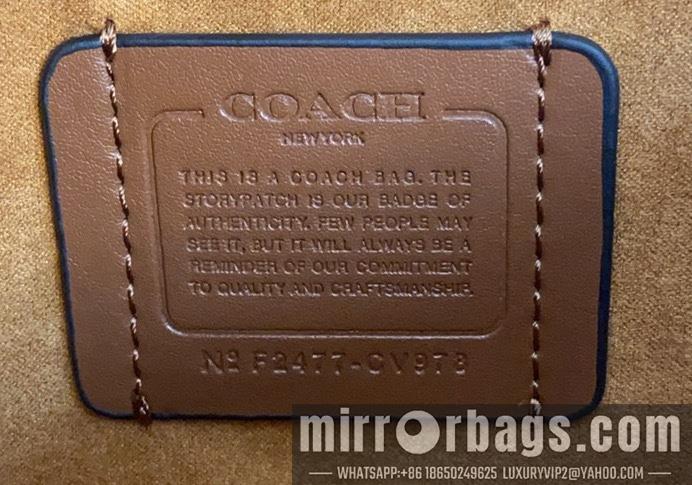 COACH
NEW YORK
THIS IS A COACH BAG. THE
STORYPATCH IS OUR BADGE OF
AUTHENTICITY. FEW PEOPLE MAY
SEE IT, BUT IT WILL ALWAYS BE A
REMINDER OF OUR COMMITMENT
TO QUALITY AND CRAFTSMANSHIP.
Nº F2477-CV973
mirrorbags.com
WHATSAPP:+86 18650249625 LUXURYVIP2@YAHOO.COM